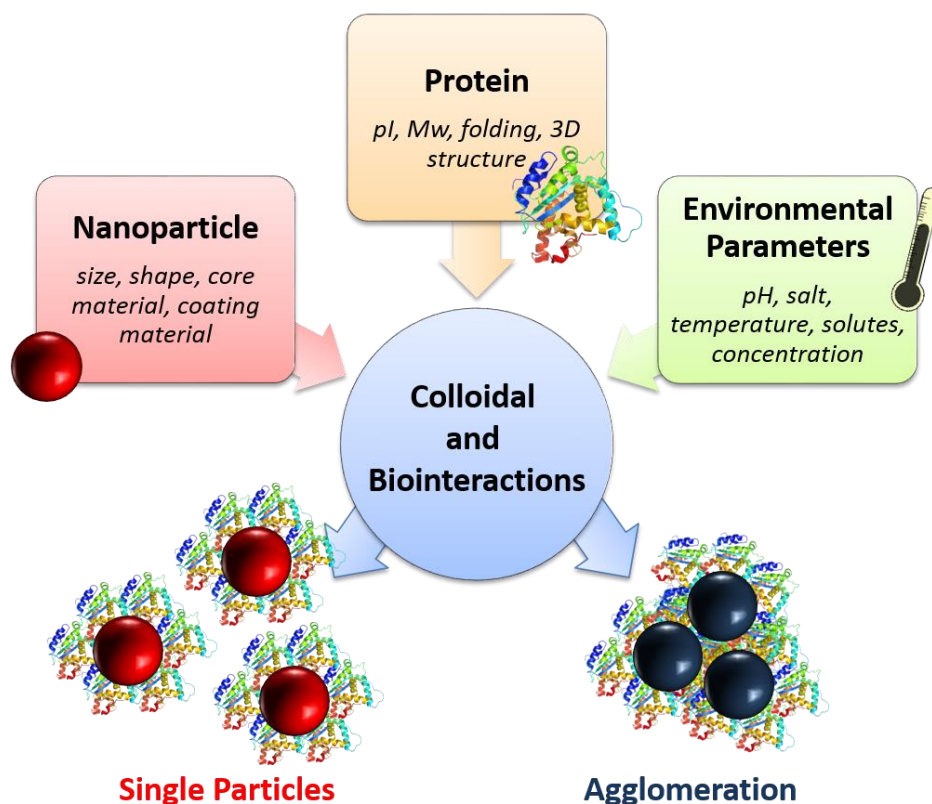 Protein
pI, Mw, folding, 3D
structure
Nanoparticle
size, shape, core
material, coating
material
Environmental
Parameters
pH, salt,
temperature, solutes,
concentration
Colloidal
and
Biointeractions
Single Particles
Agglomeration